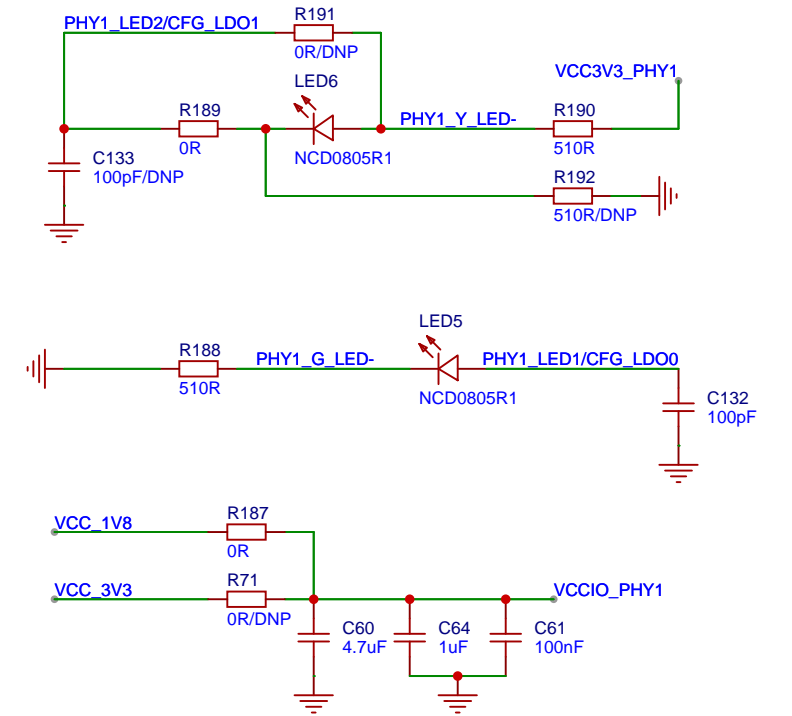 R191
PHY1_LED2/CFG_LDO1
0R/DNP
LED6
VCC3V3_PHY1
R189
PHY1_Y_LED-
R190
0R
NCD0805R1
510R
C133
100pF/DNP
R192
510R/DNP
LED5
R188
PHY1_G_LED-
PHY1_LED1/CFG_LDO0
510R
NCD0805R1
C132
100pF
R187
VCC_1V8
0R
R71
VCC_3V3
VCCIO_PHY1
0R/DNP
C60
4.7uF
C64
1uF
C61
100nF